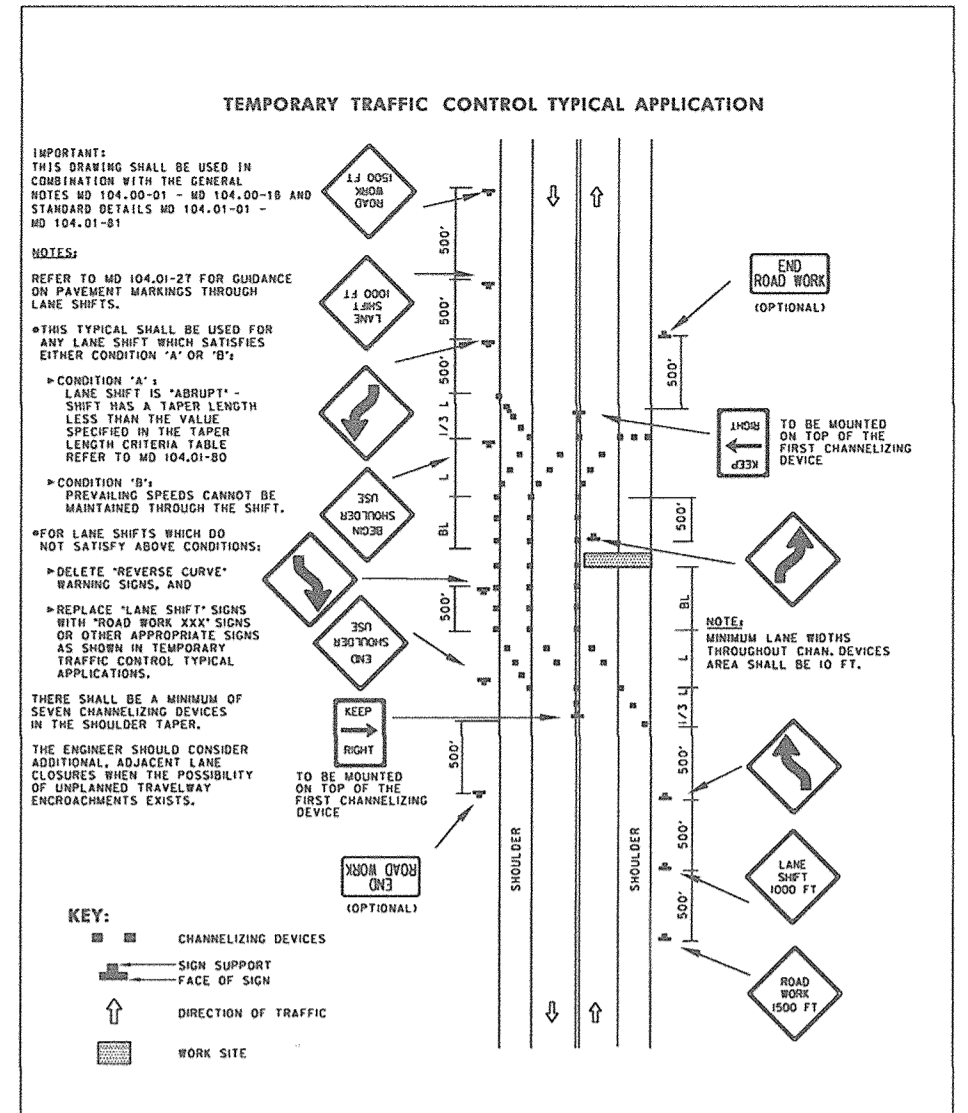 TEMPORARY TRAFFIC CONTROL TYPICAL APPLICATION
IMPORTANT:
THIS DRAWING SHALL BE USED IN
COMBINATION WITH THE GENERAL
NOTES MD 104.00-01 - MD 104.00-18 AND
STANDARD DETAILS MD 104.01-01 -
MD 104.01-81
NOTES:
REFER TO MD 104.01-27 FOR GUIDANCE
ON PAVEMENT MARKINGS THROUGH
LANE SHIFTS.
*THIS TYPICAL SHALL BE USED FOR
ANY LANE SHIFT WHICH SATISFIES
EITHER CONDITION 'A' OR 'B':
►CONDITION 'A':
LANE SHIFT IS "ABRUPT" -
SHIFT HAS A TAPER LENGTH
LESS THAN THE VALUE
SPECIFIED IN THE TAPER
LENGTH CRITERIA TABLE
REFER TO MD 104.01-80
►CONDITION 'B':
PREVAILING SPEEDS CANNOT BE
MAINTAINED THROUGH THE SHIFT.
*FOR LANE SHIFTS WHICH DO
NOT SATISFY ABOVE CONDITIONS:
►DELETE "REVERSE CURVE"
WARNING SIGNS, AND
►REPLACE "LANE SHIFT" SIGNS
WITH "ROAD WORK XXX" SIGNS
OR OTHER APPROPRIATE SIGNS
AS SHOWN IN TEMPORARY
TRAFFIC CONTROL TYPICAL
APPLICATIONS.
THERE SHALL BE A MINIMUM OF
SEVEN CHANNELIZING DEVICES
IN THE SHOULDER TAPER.
THE ENGINEER SHOULD CONSIDER
ADDITIONAL, ADJACENT LANE
CLOSURES WHEN THE POSSIBILITY
OF UNPLANNED TRAVELWAY
ENCROACHMENTS EXISTS.
ROAD
WORK
1500 FT
LANE
SHIFT
1000 FT
BEGIN
SHOULDER
USE
END
SHOULDER
USE
KEEP
RIGHT
TO BE MOUNTED
ON TOP OF THE
FIRST CHANNELIZING
DEVICE
END
ROAD WORK
(OPTIONAL)
500'
500'
500'
1/3 L
L
BL
500'
500'
SHOULDER
SHOULDER
END
ROAD WORK
(OPTIONAL)
500'
KEEP
RIGHT
TO BE MOUNTED
ON TOP OF THE
FIRST CHANNELIZING
DEVICE
500'
BL
NOTE:
MINIMUM LANE WIDTHS
THROUGHOUT CHAN. DEVICES
AREA SHALL BE 10 FT.
L
1/3 L
500'
500'
500'
LANE
SHIFT
1000 FT
ROAD
WORK
1500 FT
KEY:
CHANNELIZING DEVICES
SIGN SUPPORT
FACE OF SIGN
DIRECTION OF TRAFFIC
WORK SITE